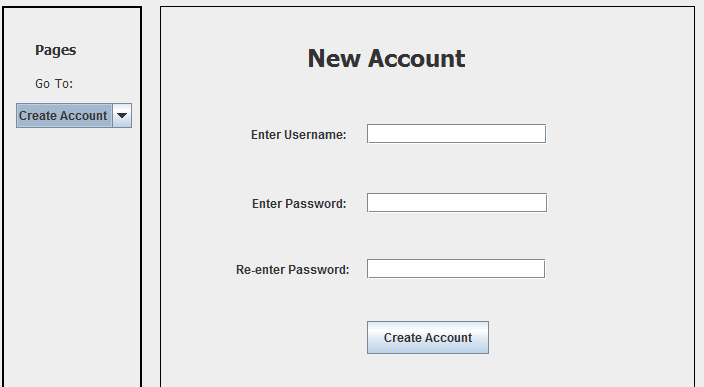 Pages
Go To:
Create Account
New Account
Enter Username:
Enter Password:
Re-enter Password:
Create Account